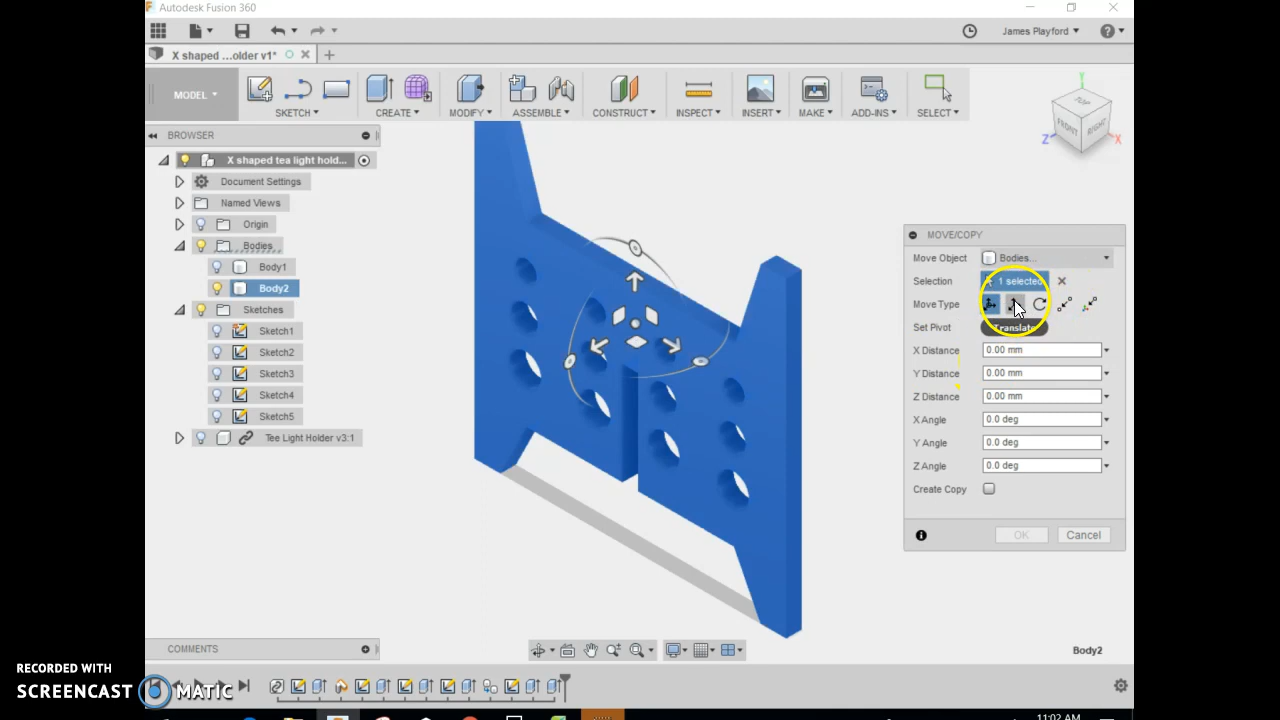 Autodesk Fusion 360
James Playford
X shaped ...older v1*
MODEL
SKETCH
CREATE
MODIFY
ASSEMBLE
CONSTRUCT
INSPECT
INSERT
MAKE
ADD-INS
SELECT
TOP
FRONT
RIGHT
Y
Z
X
BROWSER
X shaped tea light hold...
Document Settings
Named Views
Origin
Bodies
Body1
Body2
Sketches
Sketch1
Sketch2
Sketch3
Sketch4
Sketch5
Tee Light Holder v3:1
MOVE/COPY
Move Object
Bodies...
Selection
1 selected
Move Type
Set Pivot
Translate
X Distance
0.00 mm
Y Distance
0.00 mm
Z Distance
0.00 mm
X Angle
0.0 deg
Y Angle
0.0 deg
Z Angle
0.0 deg
Create Copy
OK
Cancel
COMMENTS
Body2
RECORDED WITH
SCREENCAST MATIC
11:02 AM